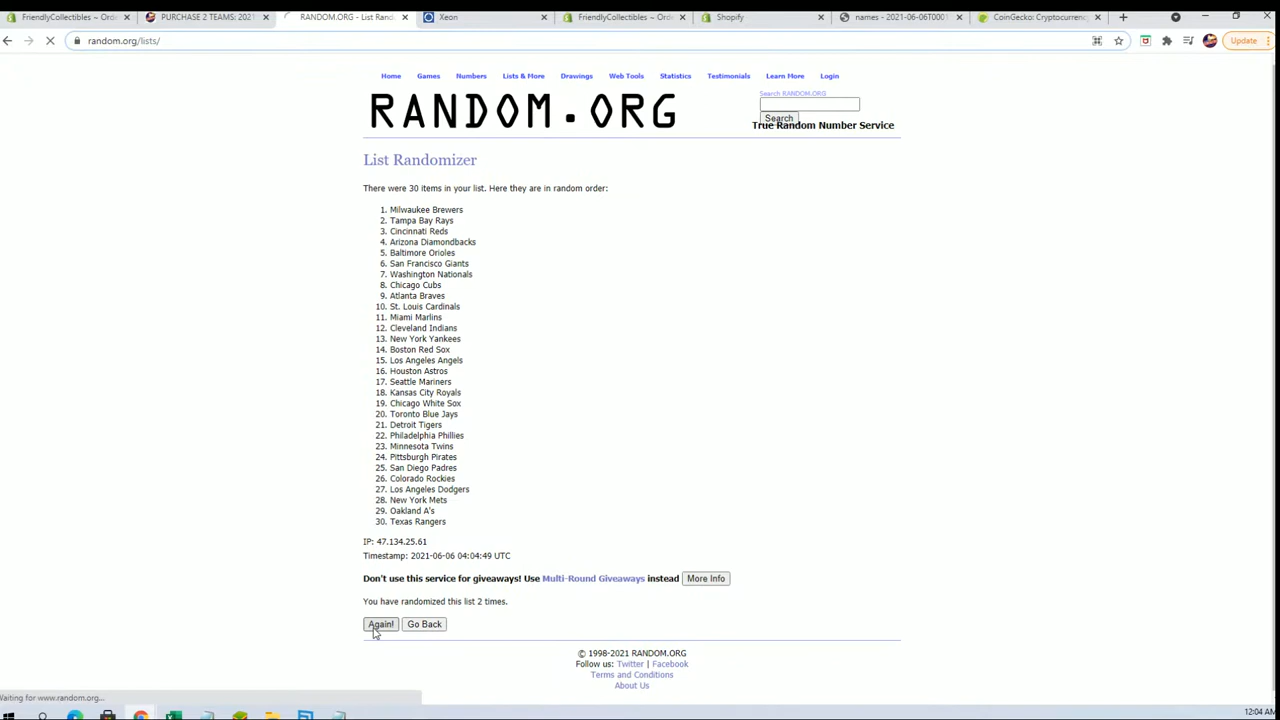 FriendlyCollectibles ~ Orde
PURCHASE 2 TEAMS: 2021
RANDOM.ORG - List Rand
Xeon
FriendlyCollectibles ~ Orde
Shopify
names - 2021-06-06T0001
CoinGecko: Cryptocurrency
random.org/lists/
Update
Home Games Numbers Lists & More Drawings Web Tools Statistics Testimonials Learn More Login
Search RANDOM.ORG
RANDOM.ORG
Search
True Random Number Service
List Randomizer
There were 30 items in your list. Here they are in random order:
1. Milwaukee Brewers
2. Tampa Bay Rays
3. Cincinnati Reds
4. Arizona Diamondbacks
5. Baltimore Orioles
6. San Francisco Giants
7. Washington Nationals
8. Chicago Cubs
9. Atlanta Braves
10. St. Louis Cardinals
11. Miami Marlins
12. Cleveland Indians
13. New York Yankees
14. Boston Red Sox
15. Los Angeles Angels
16. Houston Astros
17. Seattle Mariners
18. Kansas City Royals
19. Chicago White Sox
20. Toronto Blue Jays
21. Detroit Tigers
22. Philadelphia Phillies
23. Minnesota Twins
24. Pittsburgh Pirates
25. San Diego Padres
26. Colorado Rockies
27. Los Angeles Dodgers
28. New York Mets
29. Oakland A's
30. Texas Rangers
IP: 47.134.25.61
Timestamp: 2021-06-06 04:04:49 UTC
Don't use this service for giveaways! Use Multi-Round Giveaways instead More Info
You have randomized this list 2 times.
Again! Go Back
© 1998-2021 RANDOM.ORG
Follow us: Twitter | Facebook
Terms and Conditions
About Us
Waiting for www.random.org...
12:04 AM